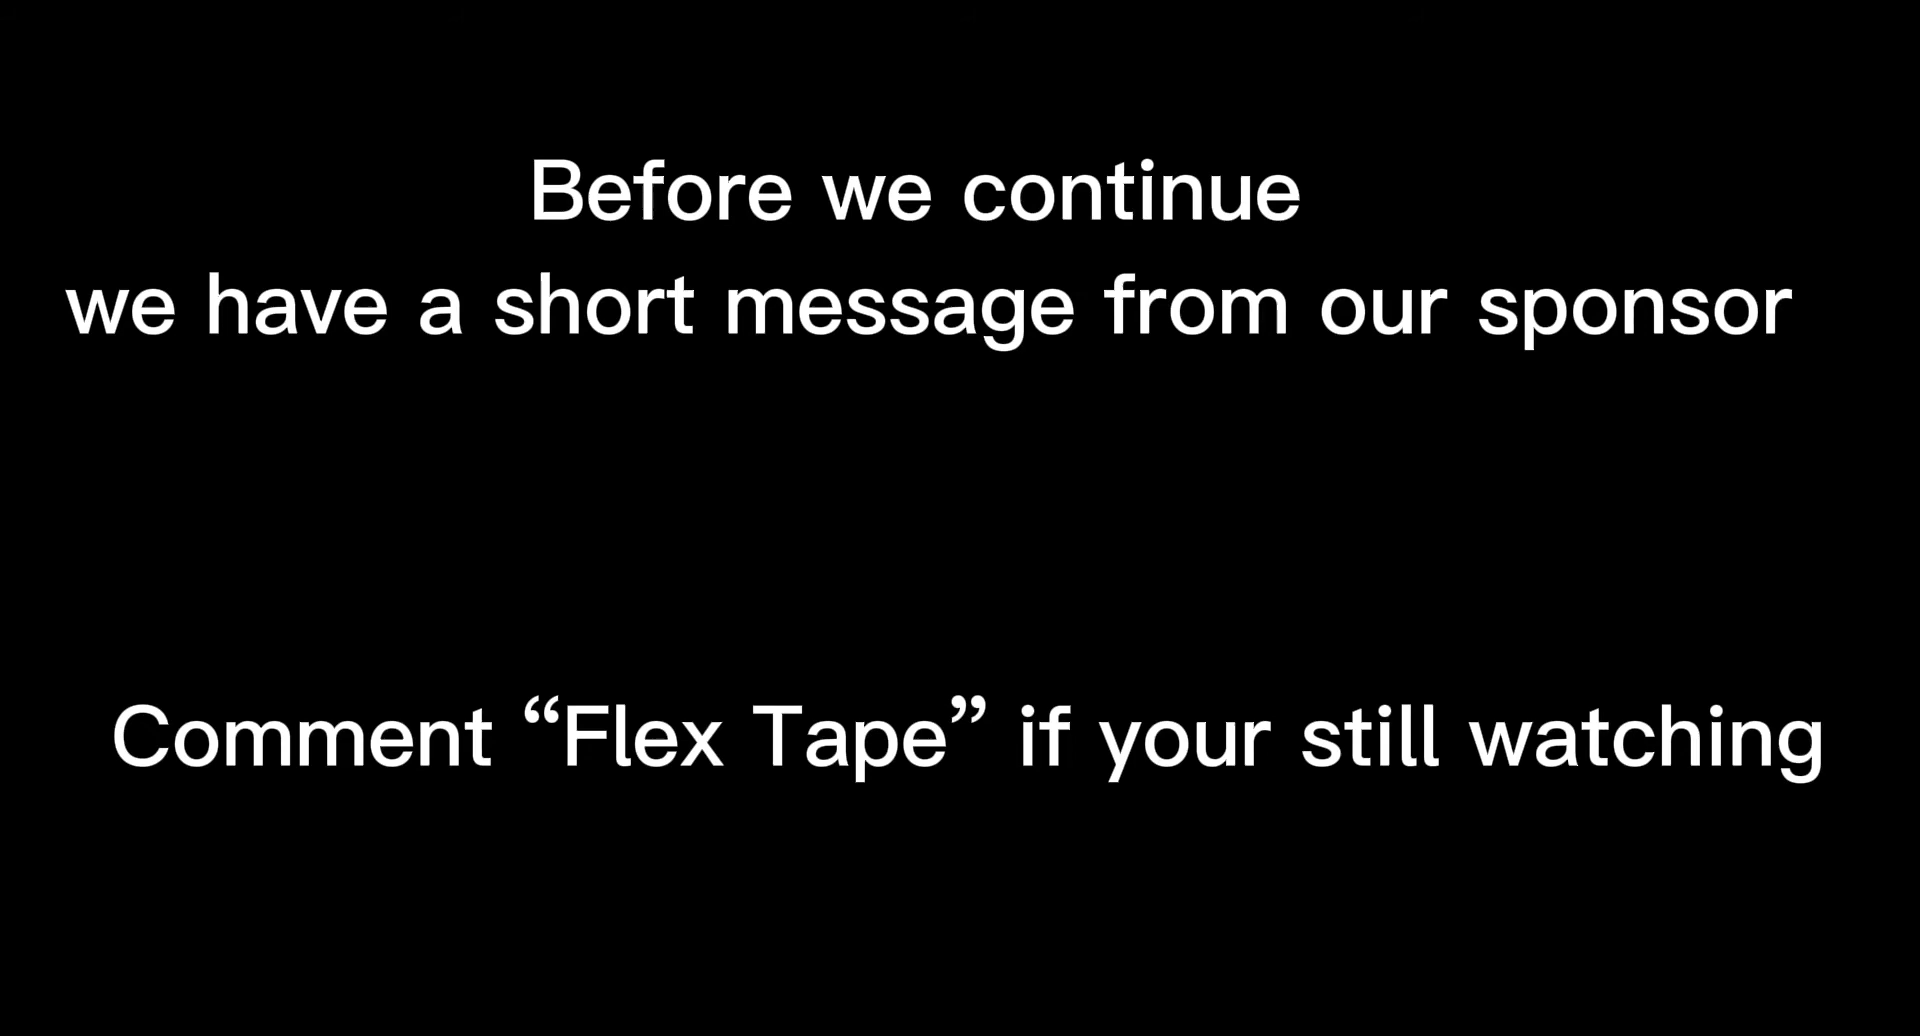 Before we continue
we have a short message from our sponsor
Comment “Flex Tape” if your still watching